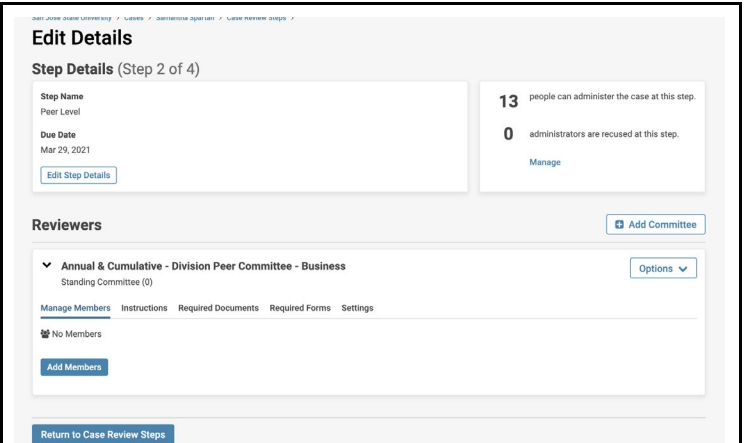 San Jose State University > Cases > Samantha Spartan > Case Review Steps >
Edit Details
Step Details (Step 2 of 4)
Step Name
Peer Level
Due Date
Mar 29, 2021
Edit Step Details
13 people can administer the case at this step.
0 administrators are recused at this step.
Manage
Reviewers
Add Committee
Annual & Cumulative - Division Peer Committee - Business
Standing Committee (0)
Options
Manage Members Instructions Required Documents Required Forms Settings
No Members
Add Members
Return to Case Review Steps